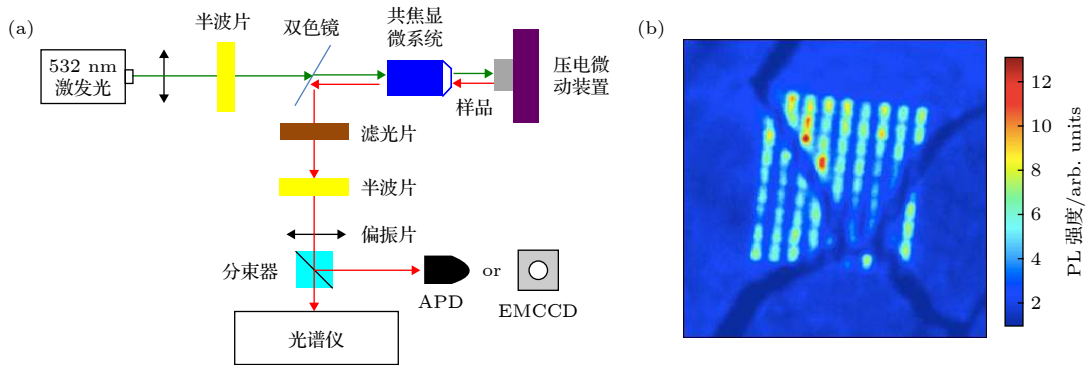 (a)
532 nm
激发光
半波片
双色镜
共焦显
微系统
样品
压电微
动装置
滤光片
半波片
偏振片
分束器
APD
or
EMCCD
光谱仪
(b)
12
10
8
6
4
2
PL 强度/arb. units